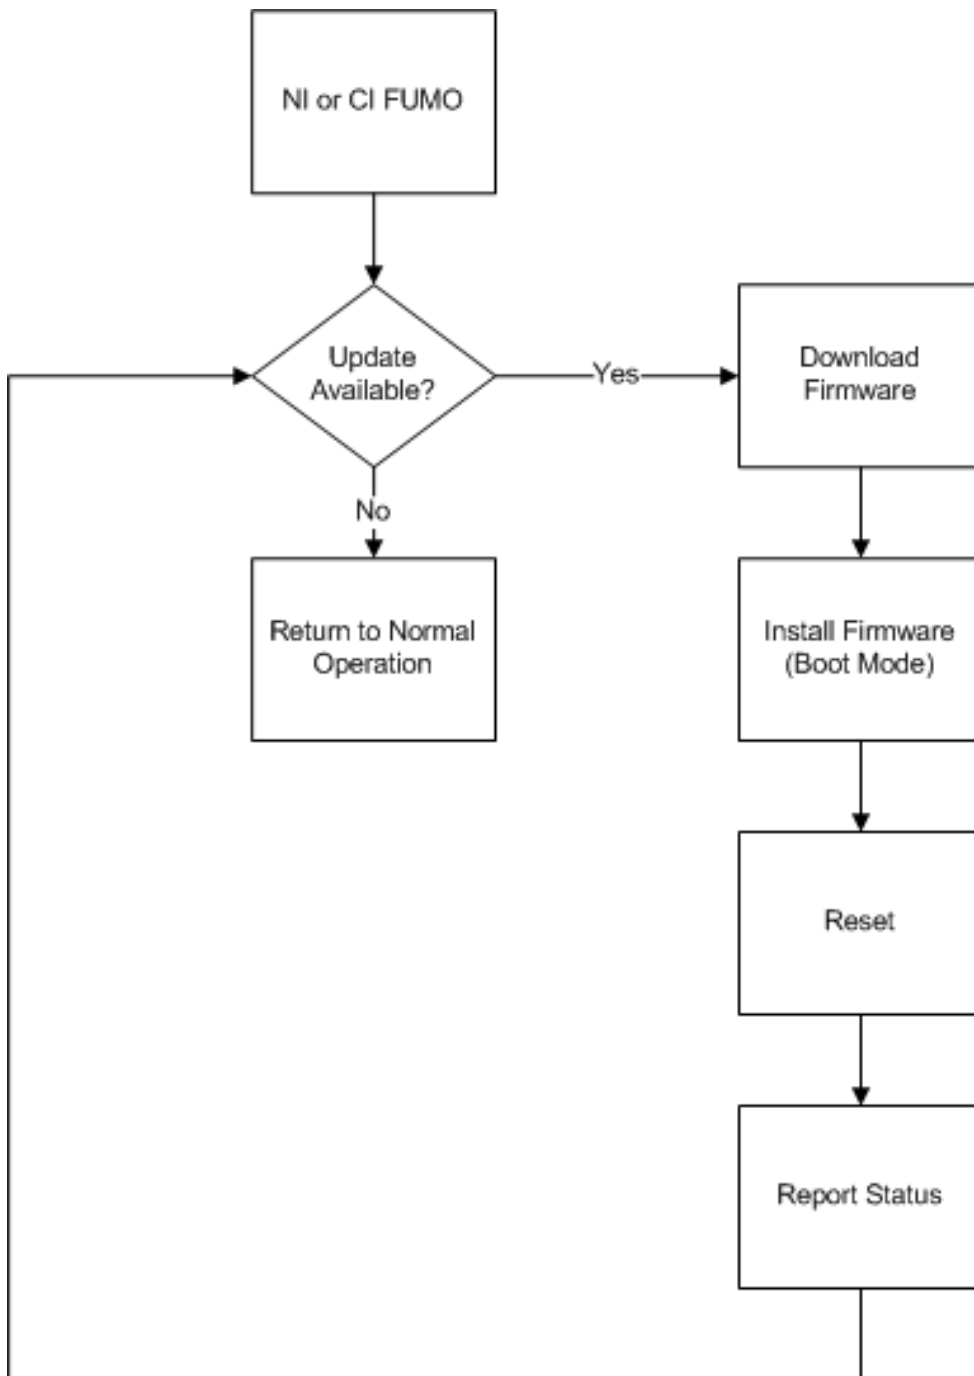 NI or CI FUMO
Update
Available?
Yes
Download
Firmware
No
Return to Normal
Operation
Install Firmware
(Boot Mode)
Reset
Report Status